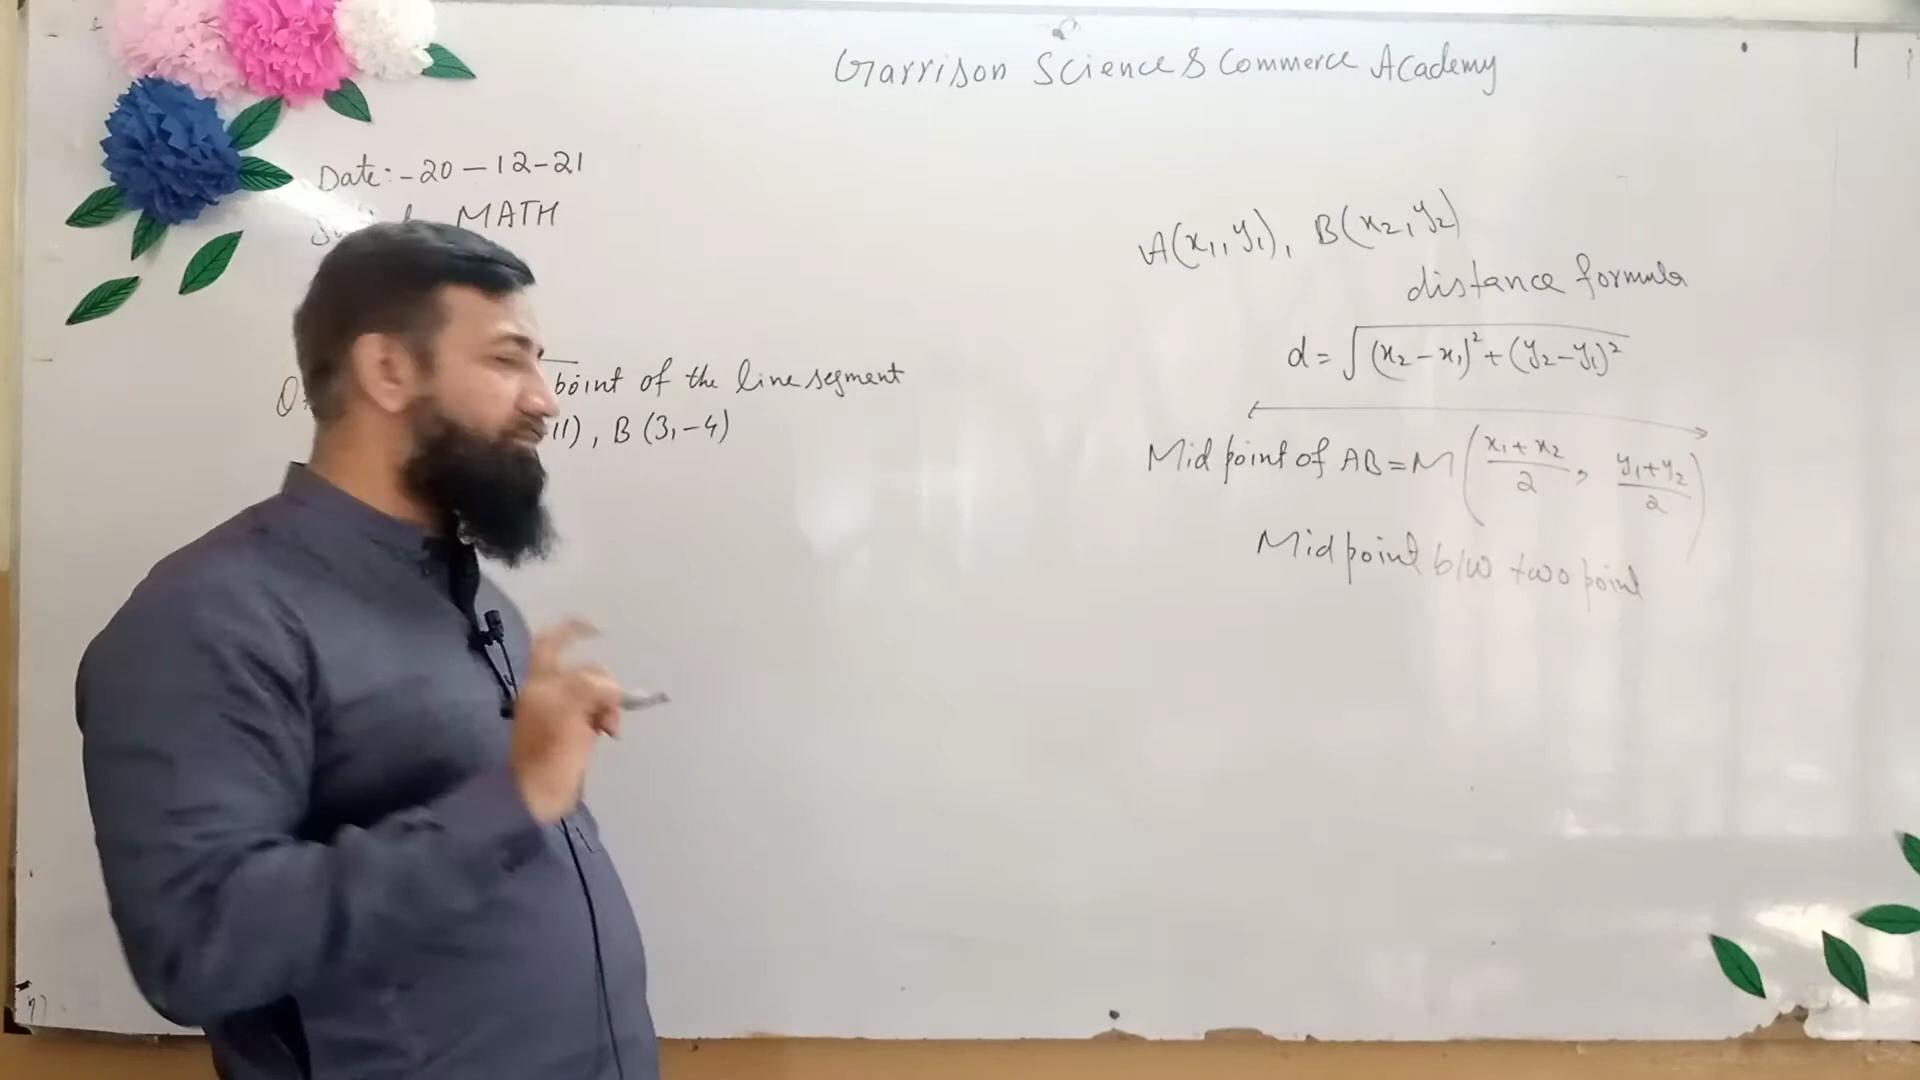 Garrison Science & Commerce Academy
Date:- 20 - 12 - 21
MATH
point of the line segment
11), B (3, -4)
A(x₁, y₁), B(x₂, y₂)
distance formula
d = √(x₂ - x₁)² + (y₂ - y₁)²
Mid point of AB = M (x₁ + x₂ / 2 , y₁ + y₂ / 2)
Mid point b/w two point